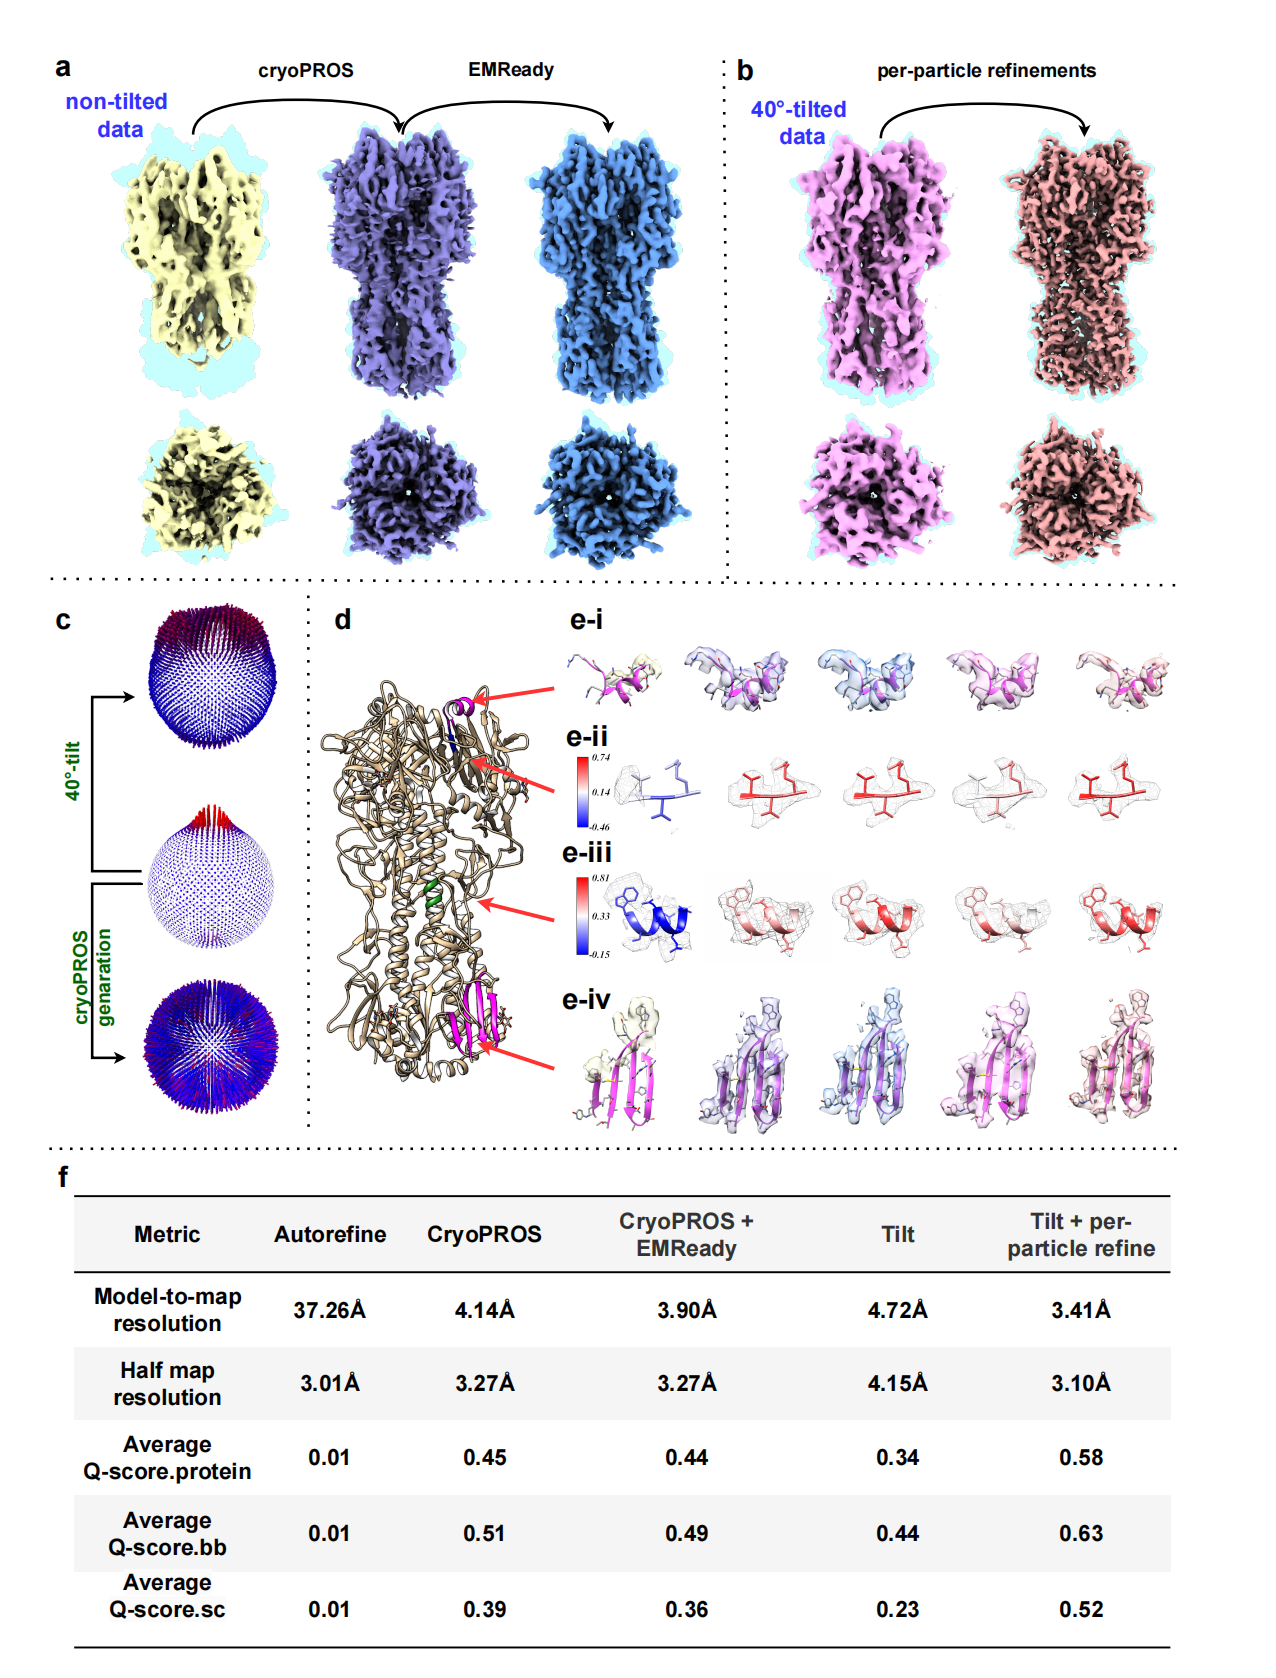 a
cryoPROS
EMReady
non-tilted
data
b
per-particle refinements
40°-tilted
data
c
40°-tilt
cryoPROS
genaration
d
e-i
e-ii
0.74
0.14
-0.46
e-iii
0.81
0.33
-0.15
e-iv
f
Metric Autorefine CryoPROS CryoPROS + EMReady Tilt Tilt + per-particle refine
Model-to-map
resolution
37.26Å 4.14Å 3.90Å 4.72Å 3.41Å
Half map
resolution
3.01Å 3.27Å 3.27Å 4.15Å 3.10Å
Average
Q-score.protein
0.01 0.45 0.44 0.34 0.58
Average
Q-score.bb
0.01 0.51 0.49 0.44 0.63
Average
Q-score.sc
0.01 0.39 0.36 0.23 0.52